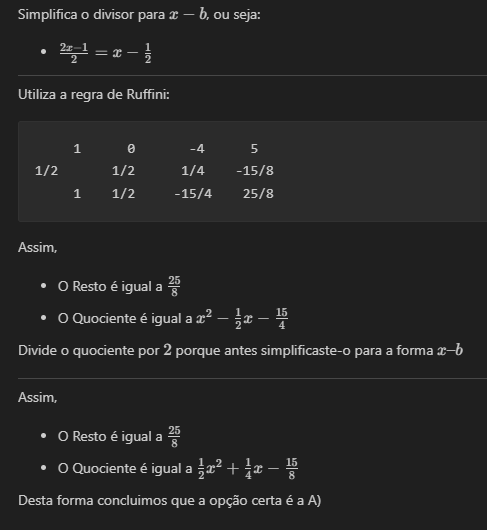 Simplifica o divisor para x − b, ou seja:
• \frac{2x−1}{2} = x − \frac{1}{2}
Utiliza a regra de Ruffini:
1 0 -4 5
1/2 1/2 1/4 -15/8
1 1/2 -15/4 25/8
Assim,
• O Resto é igual a \frac{25}{8}
• O Quociente é igual a x^2 − \frac{1}{2}x − \frac{15}{4}
Divide o quociente por 2 porque antes simplificaste-o para a forma x–b
Assim,
• O Resto é igual a \frac{25}{8}
• O Quociente é igual a \frac{1}{2}x^2 + \frac{1}{4}x − \frac{15}{8}
Desta forma concluimos que a opção certa é a A)